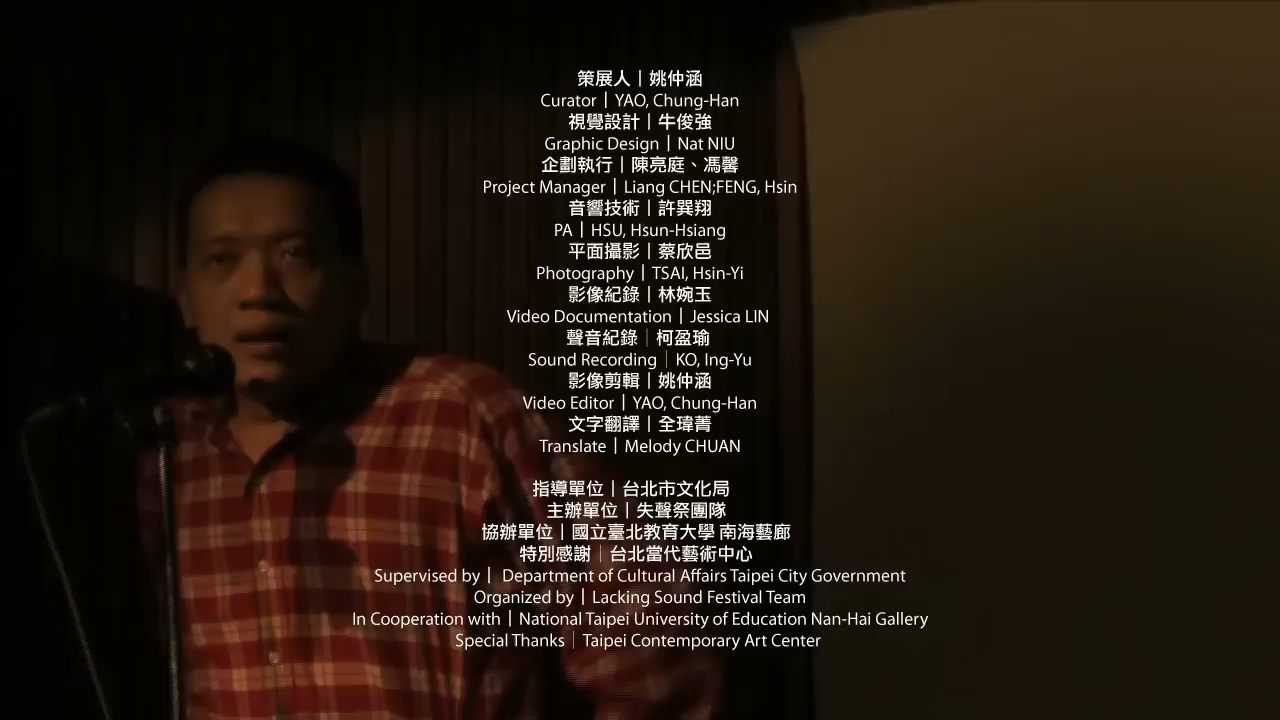 策展人｜姚仲涵
Curator｜YAO, Chung-Han
視覺設計｜牛俊強
Graphic Design｜Nat NIU
企劃執行｜陳亮庭、馮馨
Project Manager｜Liang CHEN;FENG, Hsin
音響技術｜許巽翔
PA｜HSU, Hsun-Hsiang
平面攝影｜蔡欣邑
Photography｜TSAI, Hsin-Yi
影像紀錄｜林婉玉
Video Documentation｜Jessica LIN
聲音紀錄｜柯盈瑜
Sound Recording｜KO, Ing-Yu
影像剪輯｜姚仲涵
Video Editor｜YAO, Chung-Han
文字翻譯｜全瑋菁
Translate｜Melody CHUAN
指導單位｜台北市文化局
主辦單位｜失聲祭團隊
協辦單位｜國立臺北教育大學 南海藝廊
特別感謝｜台北當代藝術中心
Supervised by｜ Department of Cultural Affairs Taipei City Government
Organized by｜Lacking Sound Festival Team
In Cooperation with｜National Taipei University of Education Nan-Hai Gallery
Special Thanks｜Taipei Contemporary Art Center